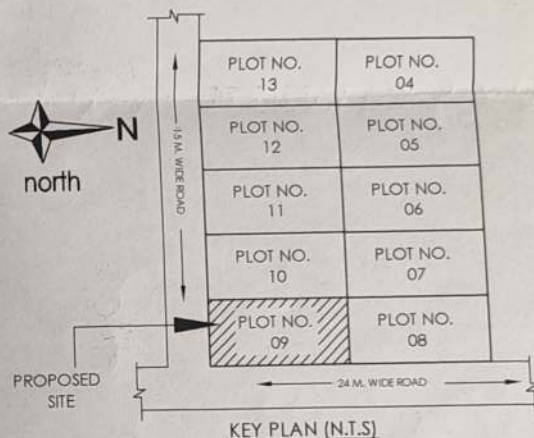 N
north
15 M. WIDE ROAD
PLOT NO.
13
PLOT NO.
04
PLOT NO.
12
PLOT NO.
05
PLOT NO.
11
PLOT NO.
06
PLOT NO.
10
PLOT NO.
07
PLOT NO.
09
PLOT NO.
08
PROPOSED
SITE
24 M. WIDE ROAD
KEY PLAN (N.T.S)